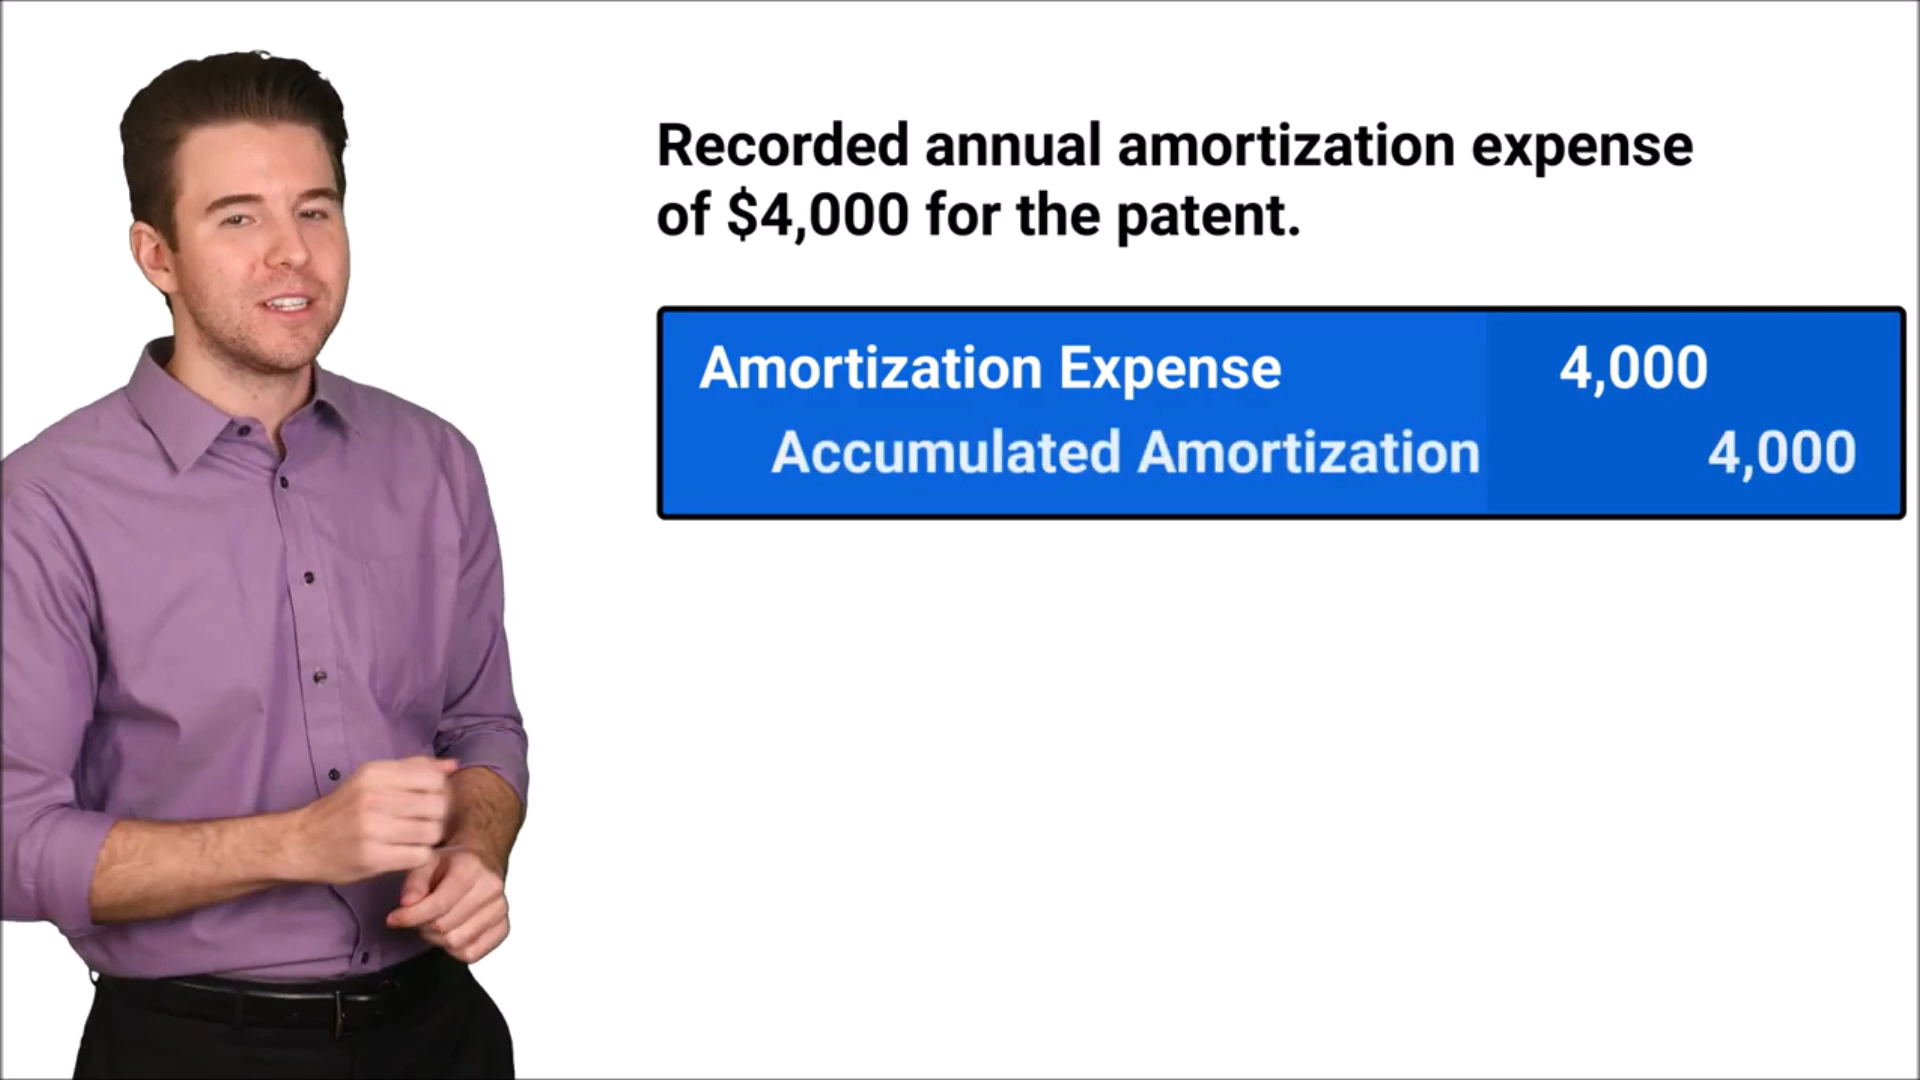 Recorded annual amortization expense
of $4,000 for the patent.
Amortization Expense 4,000
Accumulated Amortization 4,000